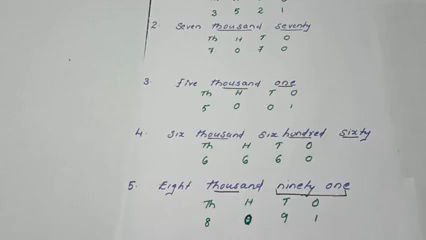 3 5 2 1
2. Seven thousand seventy
Th H T O
7 0 7 0
3. Five thousand one
Th H T O
5 0 0 1
4. Six thousand six hundred sixty
Th H T O
6 6 6 0
5. Eight thousand ninety one
Th H T O
8 0 9 1